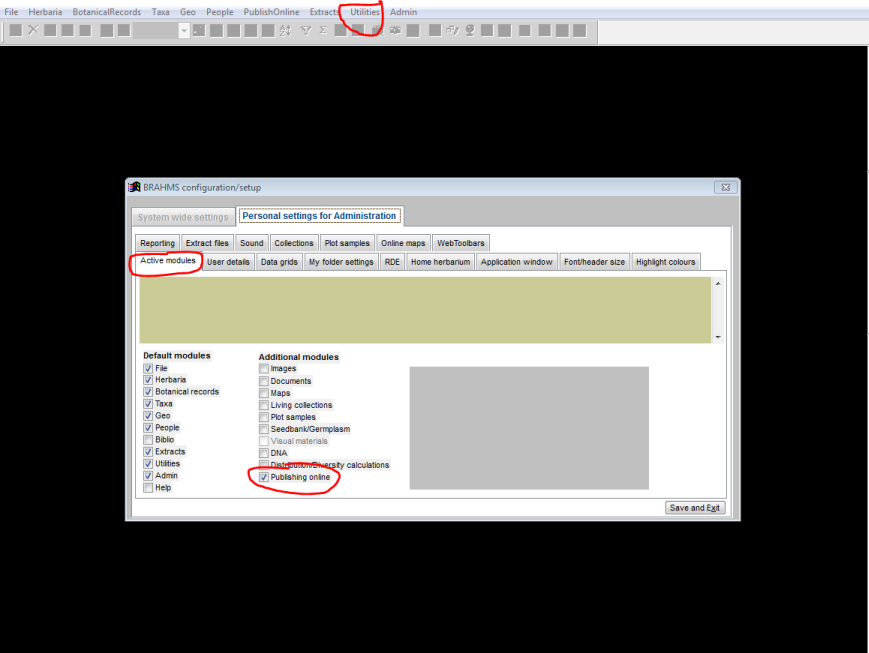 File Herbaria BotanicalRecords Taxa Geo People PublishOnline Extracts Utilities Admin
BRAHMS configuration/setup
System wide settings Personal settings for Administration
Reporting Extract files Sound Collections Plot samples Online maps WebToolbars
Active modules User details Data grids My folder settings RDE Home herbarium Application window Font/header size Highlight colours
Default modules
File
Herbaria
Botanical records
Taxa
Geo
People
Biblio
Extracts
Utilities
Admin
Help
Additional modules
Images
Documents
Maps
Living collections
Plot samples
Seedbank/Germplasm
Visual materials
DNA
Distribution/Diversity calculations
Publishing online
Save and Exit